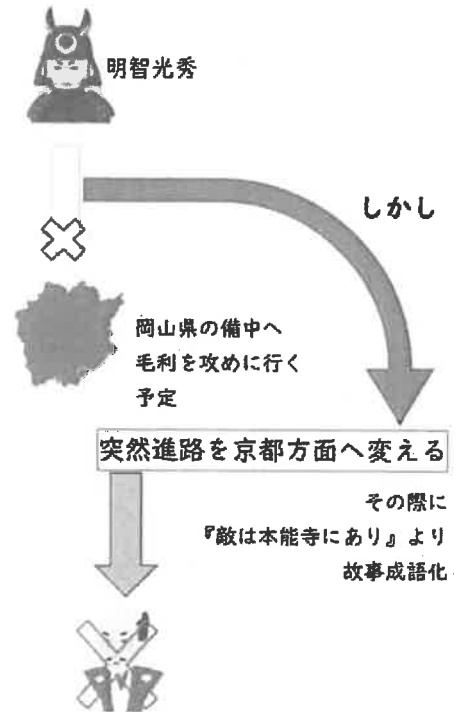 明智光秀
しかし
岡山県の備中へ
毛利を攻めに行く
予定
突然進路を京都方面へ変える
その際に
『敵は本能寺にあり』より
故事成語化